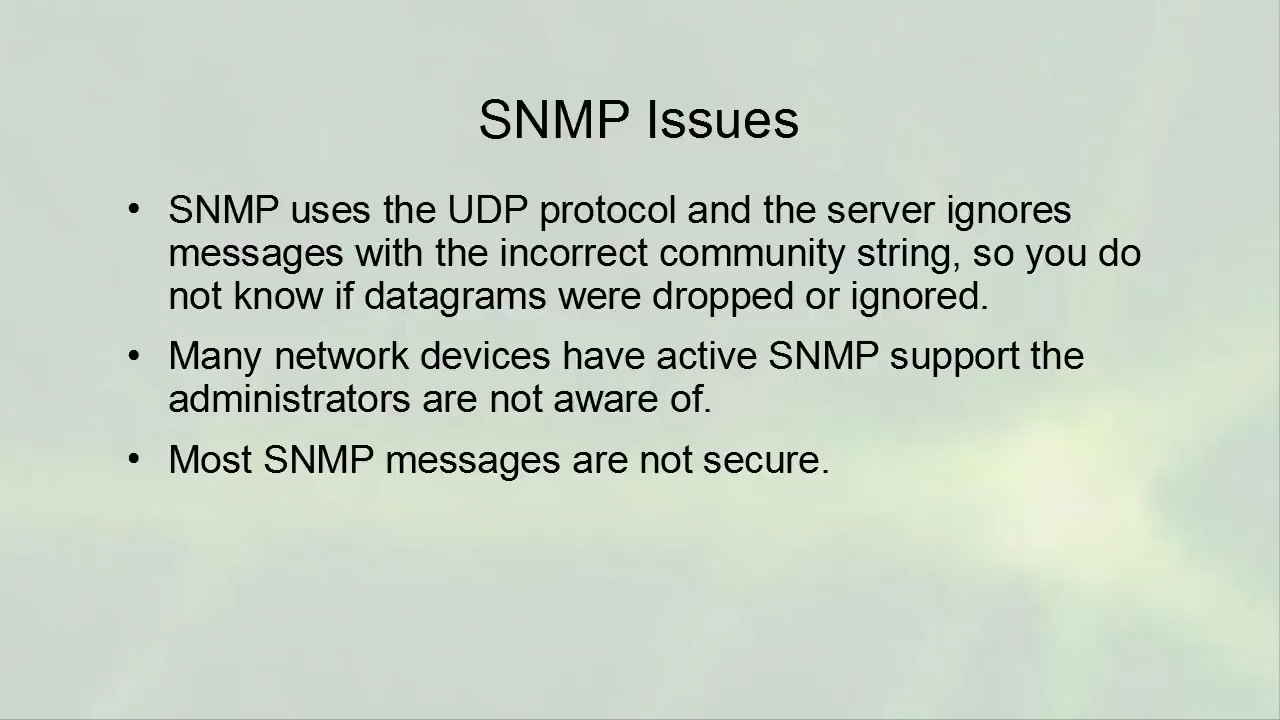 SNMP Issues
• SNMP uses the UDP protocol and the server ignores
messages with the incorrect community string, so you do
not know if datagrams were dropped or ignored.
• Many network devices have active SNMP support the
administrators are not aware of.
• Most SNMP messages are not secure.